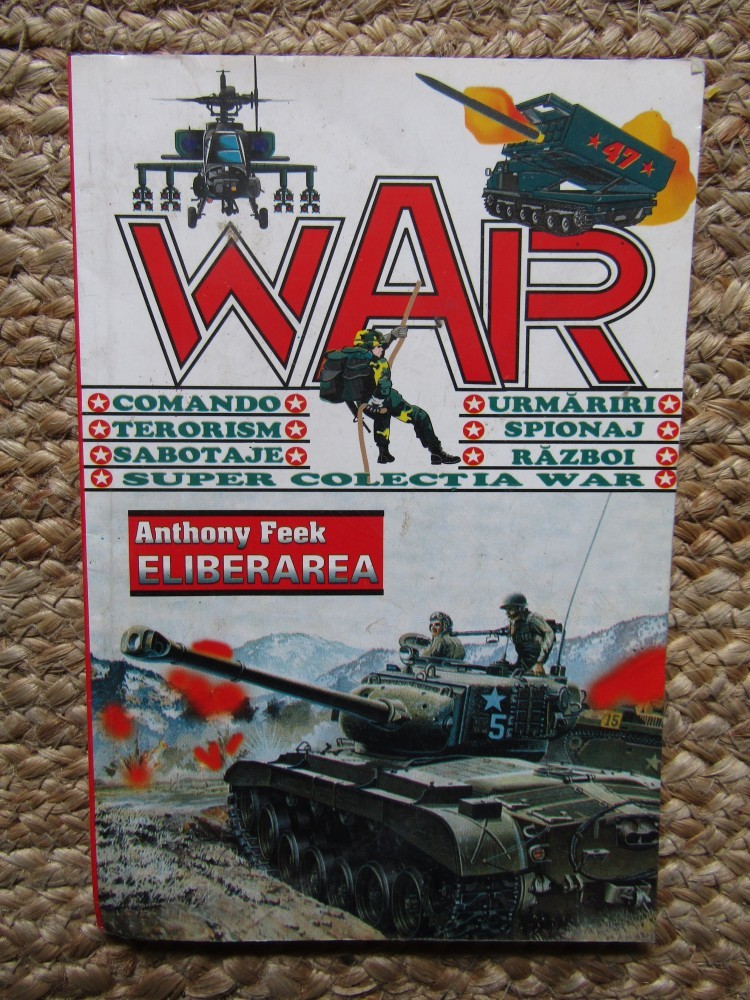 47
WAR
COMANDO
TERORISM
SABOTAJE
URMĂRIRI
SPIONAJ
RĂZBOI
SUPER COLECȚIA WAR
Anthony Feek
ELIBERAREA
5
15